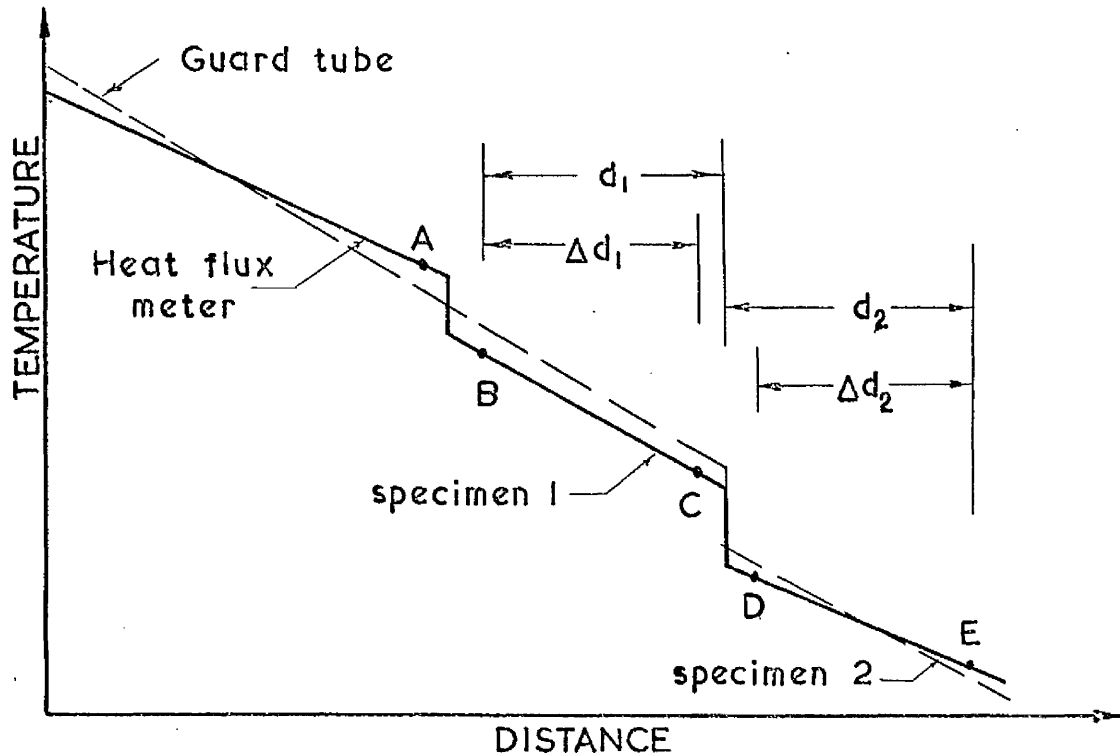 Guard tube
TEMPERATURE
d₁
A
Δd₁
Heat flux
meter
d₂
B
Δd₂
specimen 1
C
D
E
specimen 2
DISTANCE